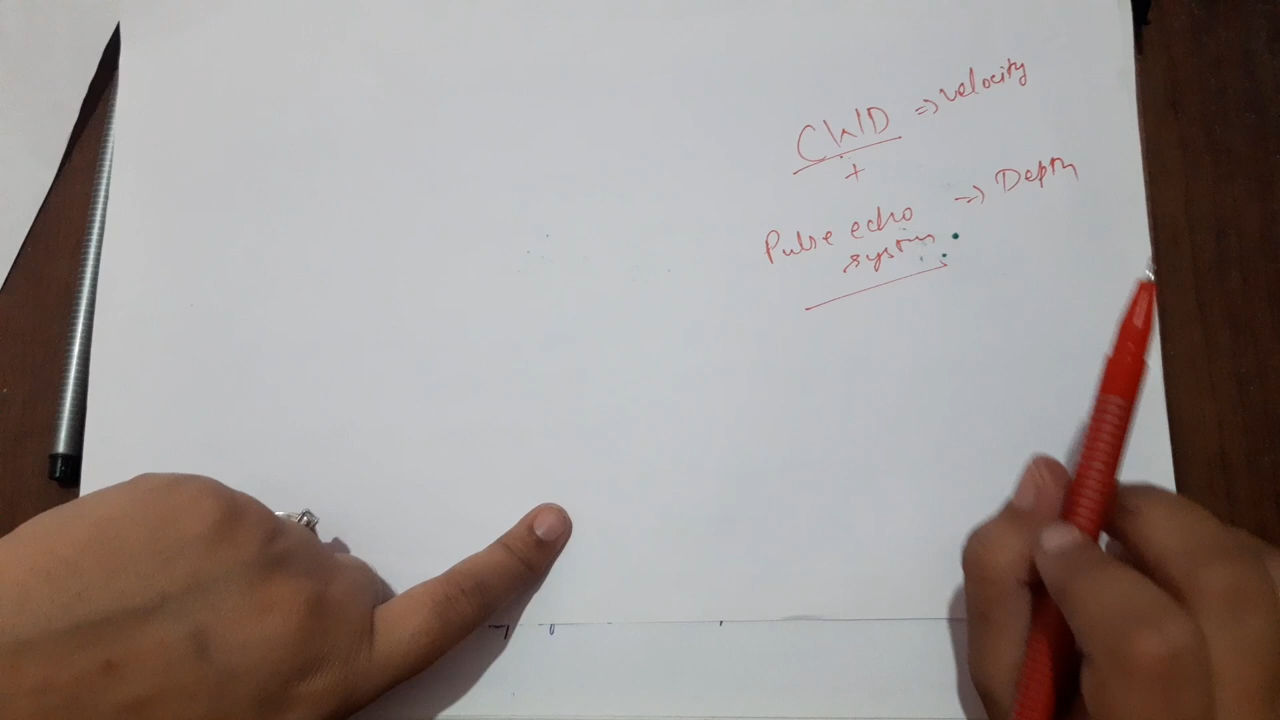 CWD => velocity
+
Pulse echo => Depth
system